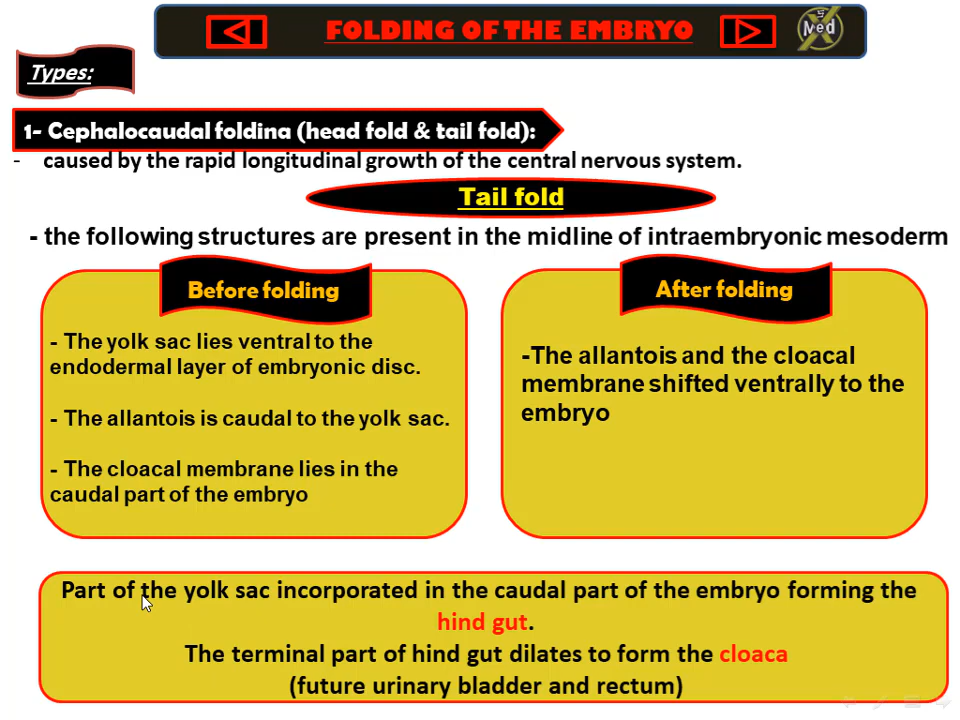 FOLDING OF THE EMBRYO
5
Med
Types:
1- Cephalocaudal foldina (head fold & tail fold):
- caused by the rapid longitudinal growth of the central nervous system.
Tail fold
- the following structures are present in the midline of intraembryonic mesoderm
Before folding
- The yolk sac lies ventral to the
endodermal layer of embryonic disc.
- The allantois is caudal to the yolk sac.
- The cloacal membrane lies in the
caudal part of the embryo
After folding
-The allantois and the cloacal
membrane shifted ventrally to the
embryo
Part of the yolk sac incorporated in the caudal part of the embryo forming the
hind gut.
The terminal part of hind gut dilates to form the cloaca
(future urinary bladder and rectum)